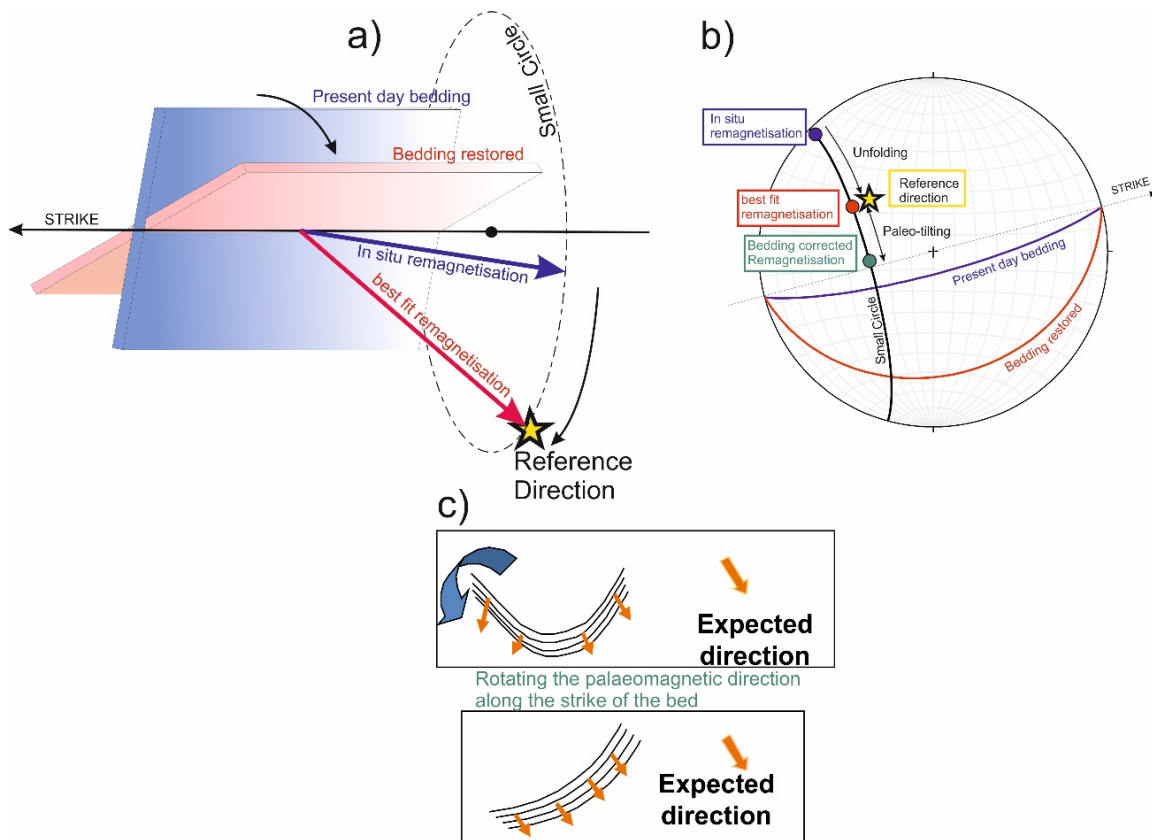 a)
Small Circle
Present day bedding
Bedding restored
STRIKE
In situ remagnetisation
best fit remagnetisation
Reference
Direction
b)
In situ
remagnetisation
Unfolding
Reference
direction
STRIKE
best fit
remagnetisation
Paleo-tilting
Bedding corrected
Remagnetisation
Present day bedding
Small Circle
Bedding restored
c)
Expected
direction
Rotating the palaeomagnetic direction
along the strike of the bed
Expected
direction